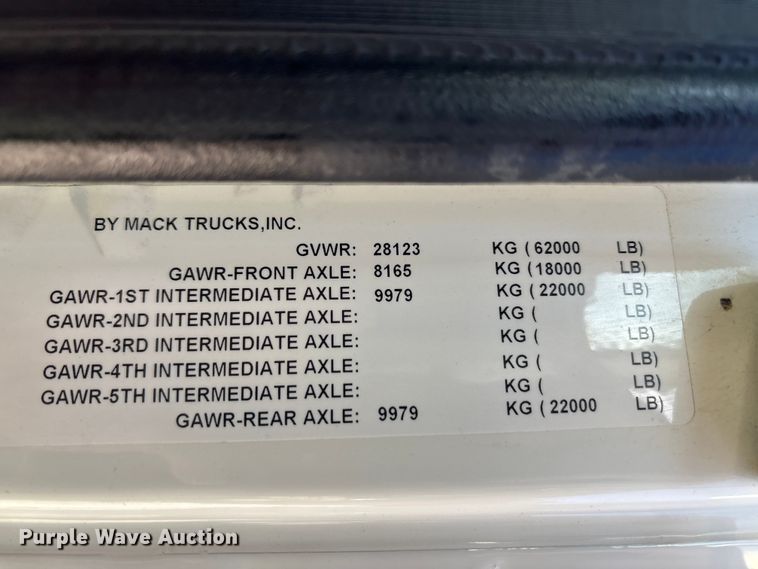 BY MACK TRUCKS,INC.
GVWR: 28123 KG ( 62000 LB)
GAWR-FRONT AXLE: 8165 KG ( 18000 LB)
GAWR-1ST INTERMEDIATE AXLE: 9979 KG ( 22000 LB)
GAWR-2ND INTERMEDIATE AXLE: KG ( LB)
GAWR-3RD INTERMEDIATE AXLE: KG ( LB)
GAWR-4TH INTERMEDIATE AXLE: KG ( LB)
GAWR-5TH INTERMEDIATE AXLE: KG ( LB)
GAWR-REAR AXLE: 9979 KG ( 22000 LB)
Purple Wave Auction